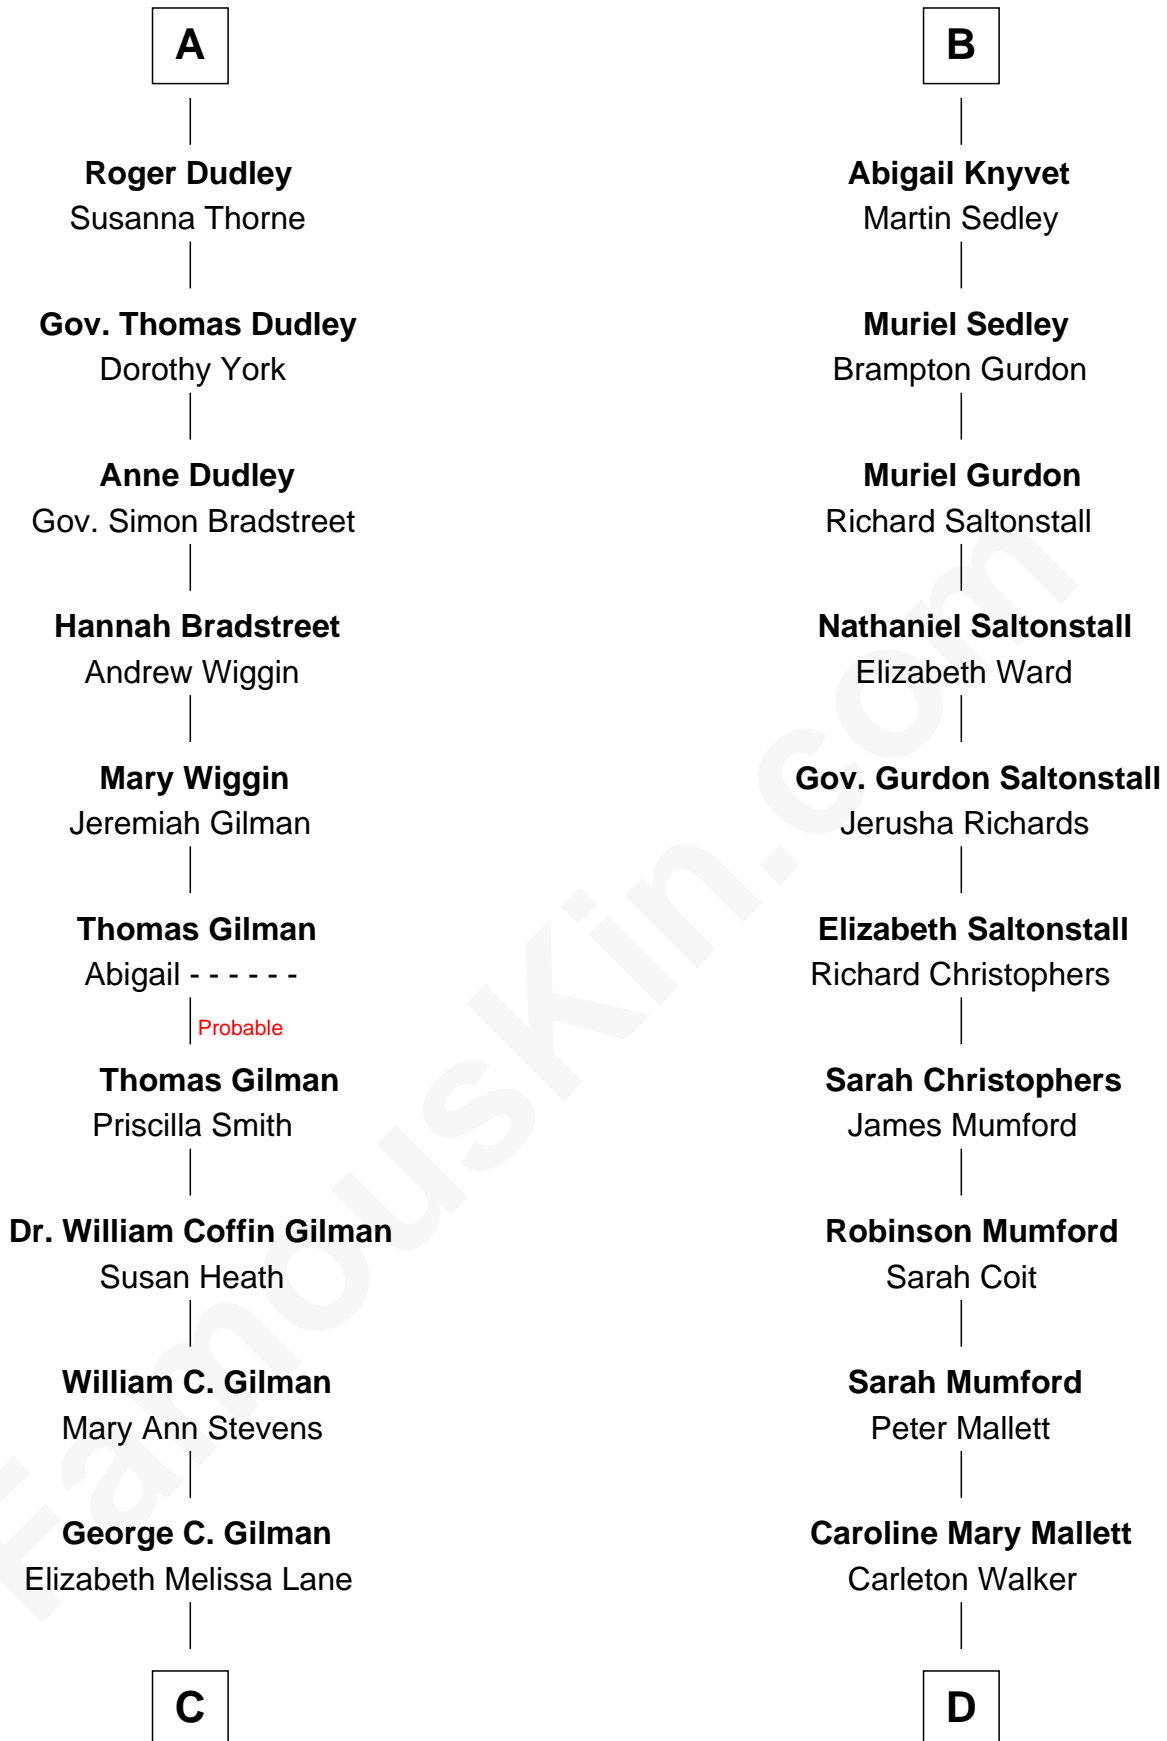 A
Roger Dudley
Susanna Thorne
Gov. Thomas Dudley
Dorothy York
Anne Dudley
Gov. Simon Bradstreet
Hannah Bradstreet
Andrew Wiggin
Mary Wiggin
Jeremiah Gilman
Thomas Gilman
Abigail - - - - - -
Probable
Thomas Gilman
Priscilla Smith
Dr. William Coffin Gilman
Susan Heath
William C. Gilman
Mary Ann Stevens
George C. Gilman
Elizabeth Melissa Lane
C
B
Abigail Knyvet
Martin Sedley
Muriel Sedley
Brampton Gurdon
Muriel Gurdon
Richard Saltonstall
Nathaniel Saltonstall
Elizabeth Ward
Gov. Gurdon Saltonstall
Jerusha Richards
Elizabeth Saltonstall
Richard Christophers
Sarah Christophers
James Mumford
Robinson Mumford
Sarah Coit
Sarah Mumford
Peter Mallett
Caroline Mary Mallett
Carleton Walker
D
FamousKin.com